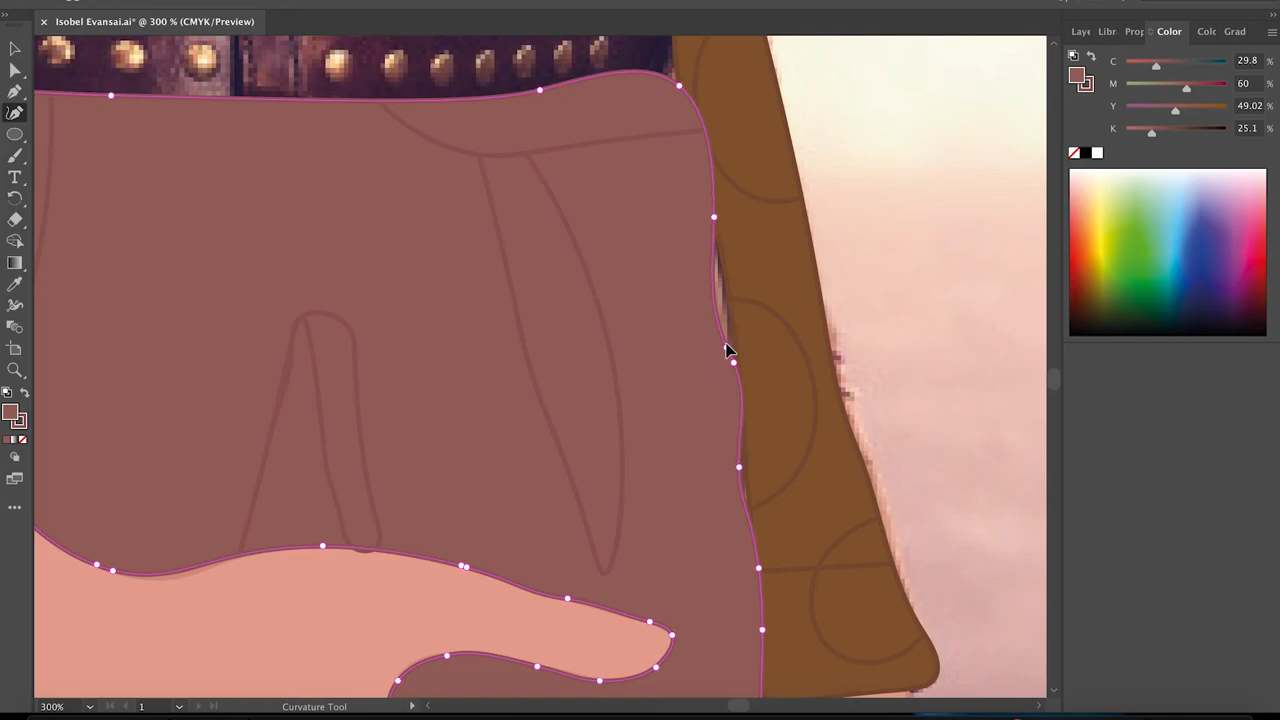 Isobel Evansai.ai* @ 300 % (CMYK/Preview)
Laye
Libr
Prop
Color
Colc
Grad
C 29.8 %
M 60 %
Y 49.02 %
K 25.1 %
T
300%
1
Curvature Tool